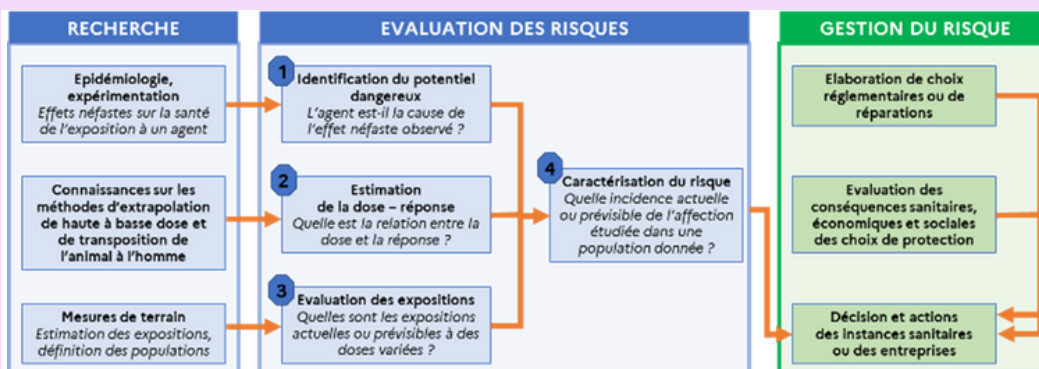 RECHERCHE
Epidémiologie,
expérimentation
Effets néfastes sur la santé
de l'exposition à un agent
Connaissances sur les
méthodes d'extrapolation
de haute à basse dose et
de transposition de
l'animal à l'homme
Mesures de terrain
Estimation des expositions,
définition des populations
EVALUATION DES RISQUES
1
Identification du potentiel
dangereux
L'agent est-il la cause de
l'effet néfaste observé ?
2
Estimation
de la dose – réponse
Quelle est la relation entre la
dose et la réponse ?
3
Evaluation des expositions
Quelles sont les expositions
actuelles ou prévisibles à des
doses variées ?
4
Caractérisation du risque
Quelle incidence actuelle
ou prévisible de l'affection
étudiée dans une
population donnée ?
GESTION DU RISQUE
Elaboration de choix
réglementaires ou de
réparations
Evaluation des
conséquences sanitaires,
économiques et sociales
des choix de protection
Décision et actions
des instances sanitaires
ou des entreprises